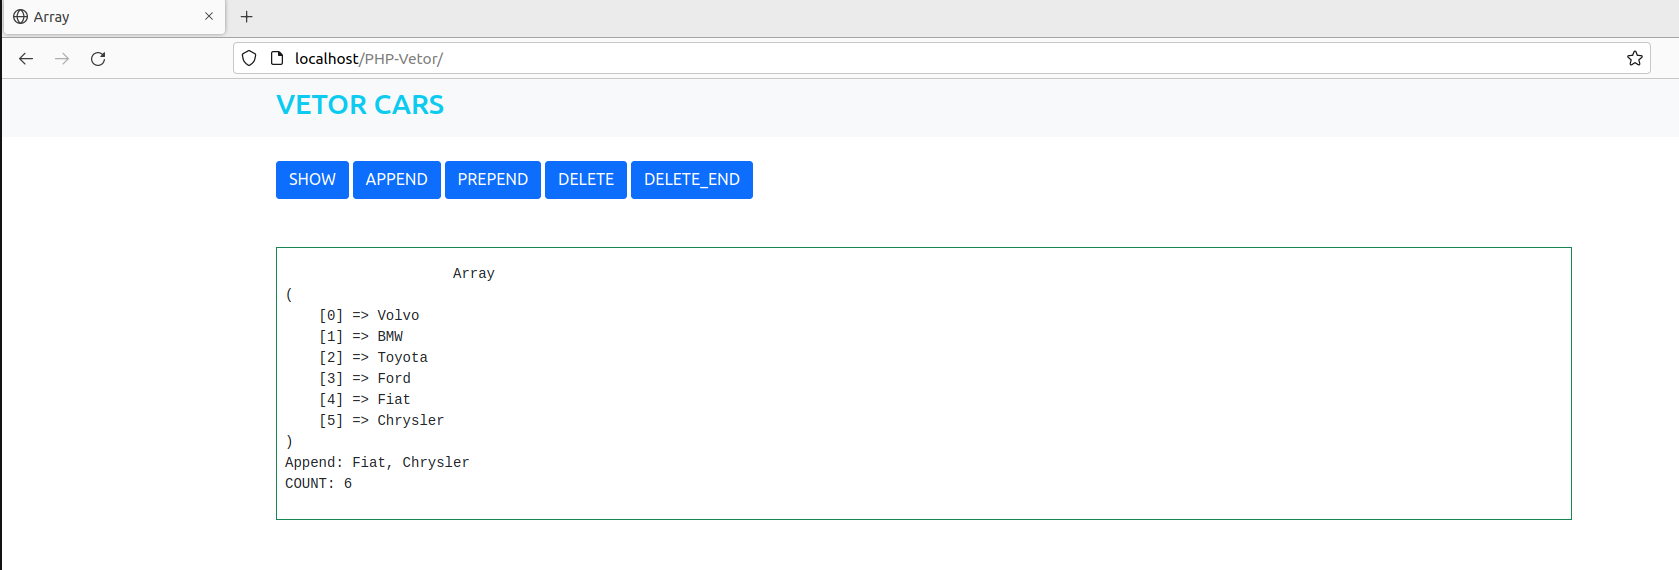 Array
localhost/PHP-Vetor/
VETOR CARS
SHOW APPEND PREPEND DELETE DELETE_END
Array
(
[0] => Volvo
[1] => BMW
[2] => Toyota
[3] => Ford
[4] => Fiat
[5] => Chrysler
)
Append: Fiat, Chrysler
COUNT: 6